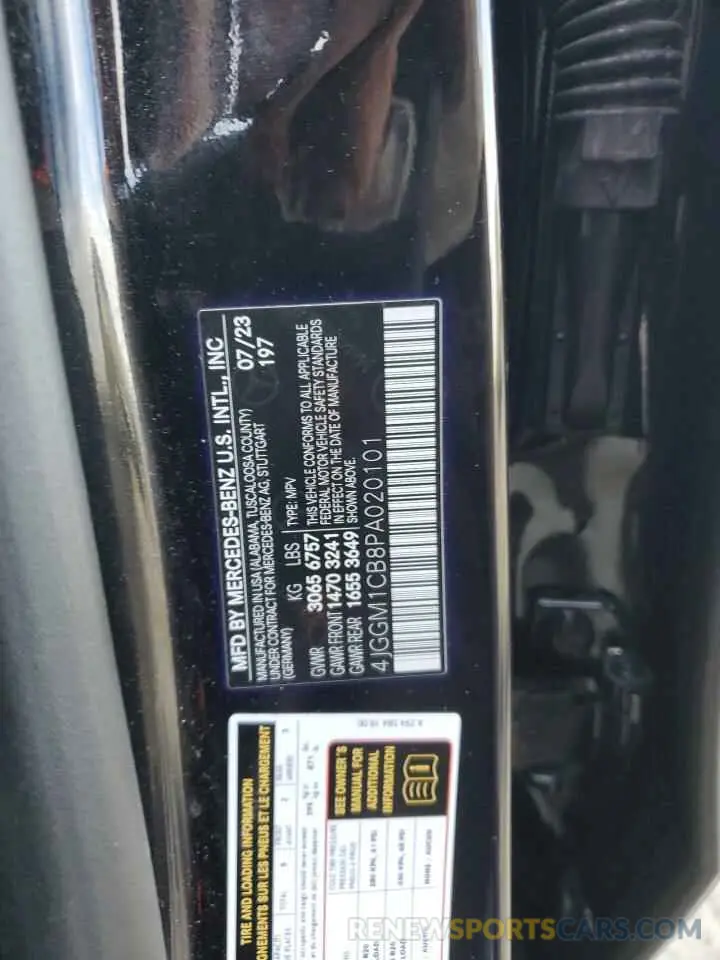 MFD BY MERCEDES-BENZ U.S. INTL., INC
MANUFACTURED IN USA (ALABAMA, TUSCALOOSA COUNTY)
UNDER CONTRACT FOR MERCEDES-BENZ AG, STUTTGART
(GERMANY)
07/23
197
KG LBS TYPE: MPV
GVWR 3065 6757
GAWR FRONT 1470 3241
GAWR REAR 1655 3649
THIS VEHICLE CONFORMS TO ALL APPLICABLE
FEDERAL MOTOR VEHICLE SAFETY STANDARDS
IN EFFECT ON THE DATE OF MANUFACTURE
SHOWN ABOVE.
4JGGM1CB8PA020101
TIRE AND LOADING INFORMATION
SUR LES PNEUS ET LE CHARGEMENT
SEE OWNER'S
MANUAL FOR
ADDITIONAL
INFORMATION
RENEWSPORTSCARS.COM